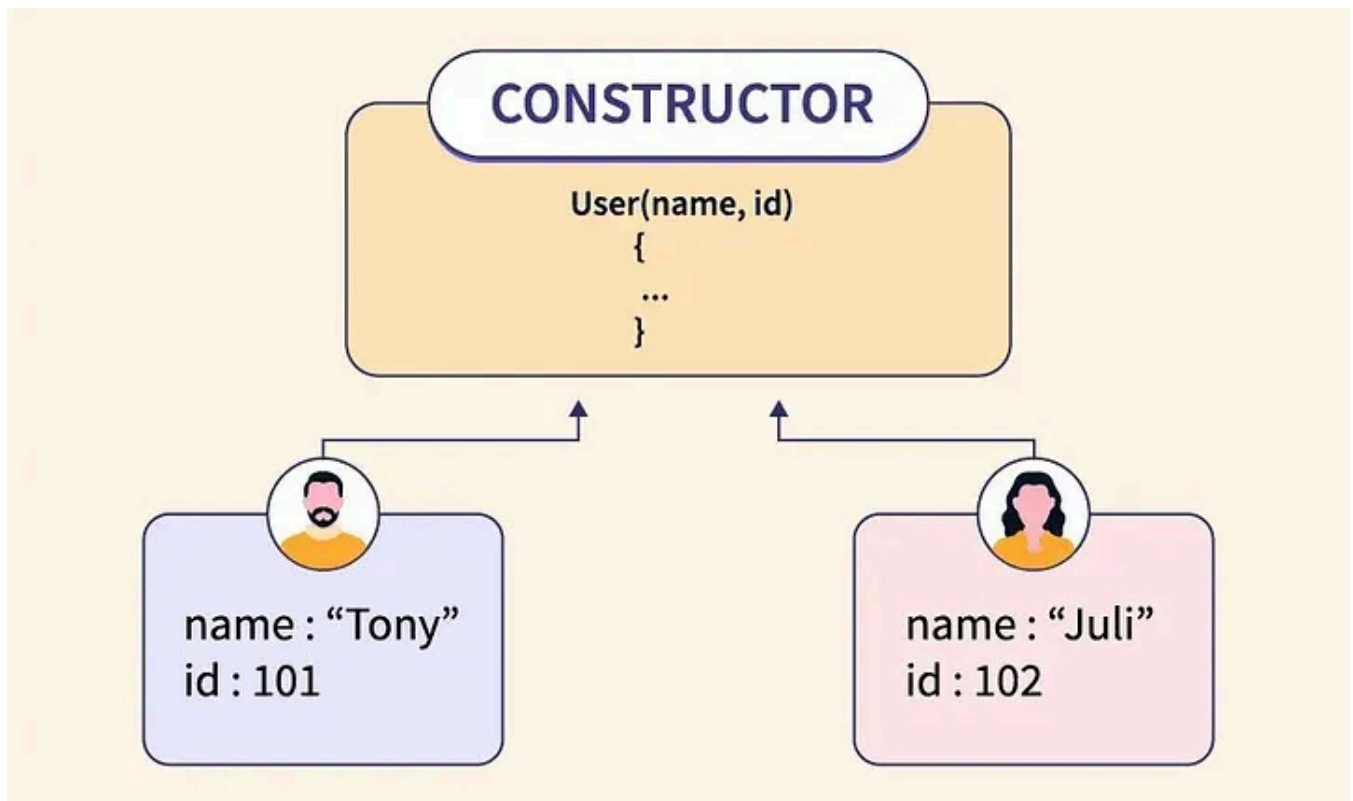 CONSTRUCTOR
User(name, id)
{
...
}
name : “Tony”
id : 101
name : “Juli”
id : 102